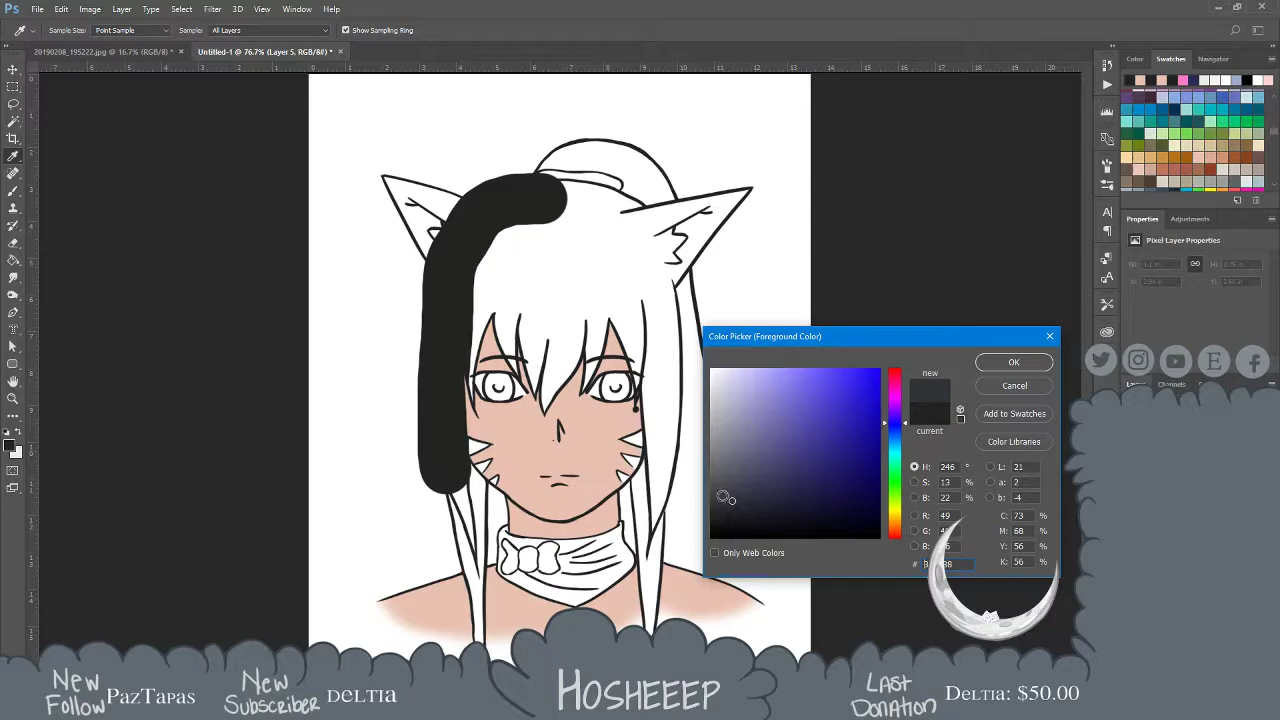 Ps File Edit Image Layer Type Select Filter 3D View Window Help
Sample Size: Point Sample Sample: All Layers Show Sampling Ring
20190208_195222.jpg @ 16.7% (RGB/8) * × Untitled-1 @ 76.7% (Layer 5, RGB/8#) * ×
Color Swatches Navigator
Properties Adjustments
Pixel Layer Properties
Color Picker (Foreground Color)
new
current
OK
Cancel
Add to Swatches
Color Libraries
H: 246 °
S: 13 %
B: 22 %
R: 49
G:
B:
L: 21
a: 2
b: -4
C: 73 %
M: 68 %
Y: 56 %
K: 56 %
#
Only Web Colors
Channels
New Follow PazTapas
New Subscriber deltia
Hosheeep
Last Donation Deltia: $50.00